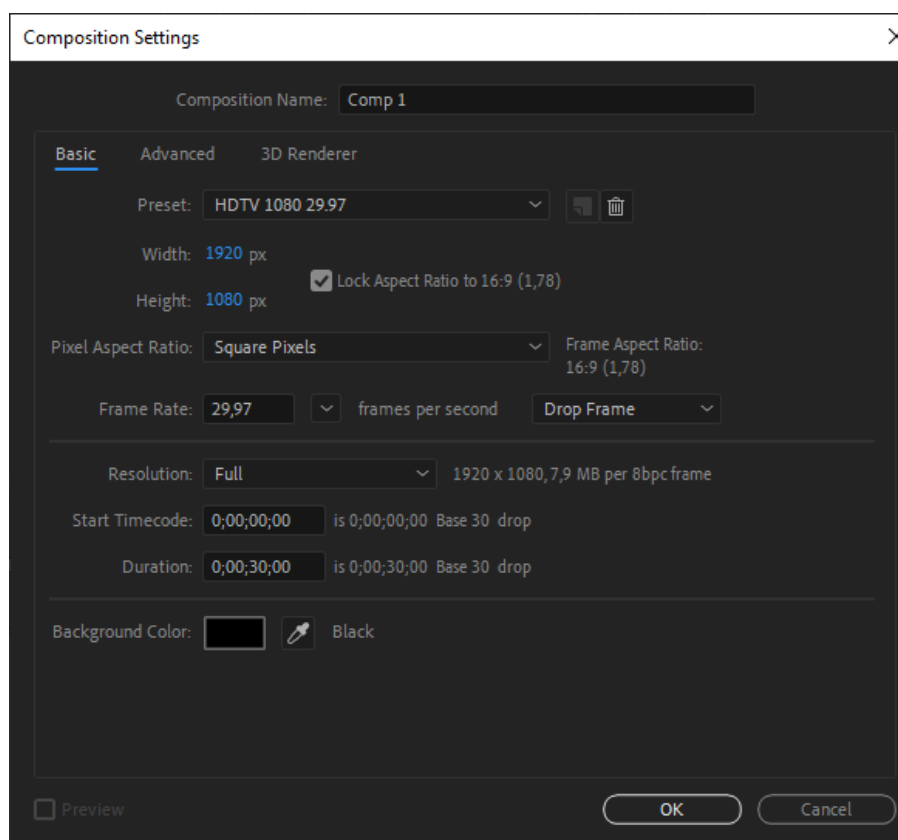 Composition Settings
Composition Name: Comp 1
Basic Advanced 3D Renderer
Preset: HDTV 1080 29.97
Width: 1920 px
Lock Aspect Ratio to 16:9 (1,78)
Height: 1080 px
Pixel Aspect Ratio: Square Pixels
Frame Aspect Ratio:
16:9 (1,78)
Frame Rate: 29,97 frames per second Drop Frame
Resolution: Full 1920 x 1080, 7,9 MB per 8bpc frame
Start Timecode: 0;00;00;00 is 0;00;00;00 Base 30 drop
Duration: 0;00;30;00 is 0;00;30;00 Base 30 drop
Background Color: Black
Preview OK Cancel